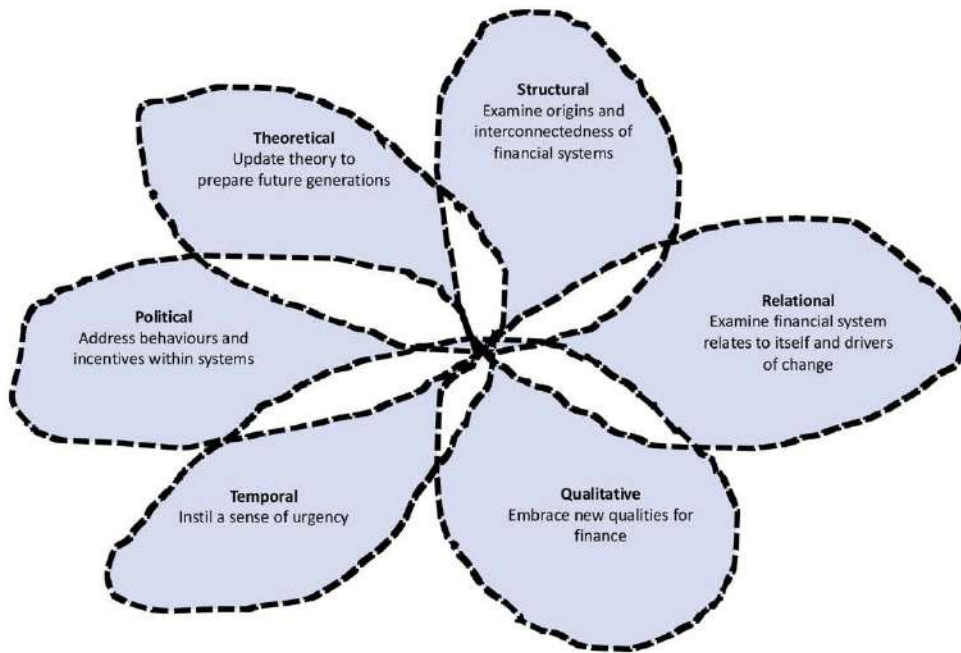 Structural
Examine origins and
interconnectedness of
financial systems
Theoretical
Update theory to
prepare future generations
Relational
Examine financial system
relates to itself and drivers
of change
Political
Address behaviours and
incentives within systems
Temporal
Instil a sense of urgency
Qualitative
Embrace new qualities for
finance